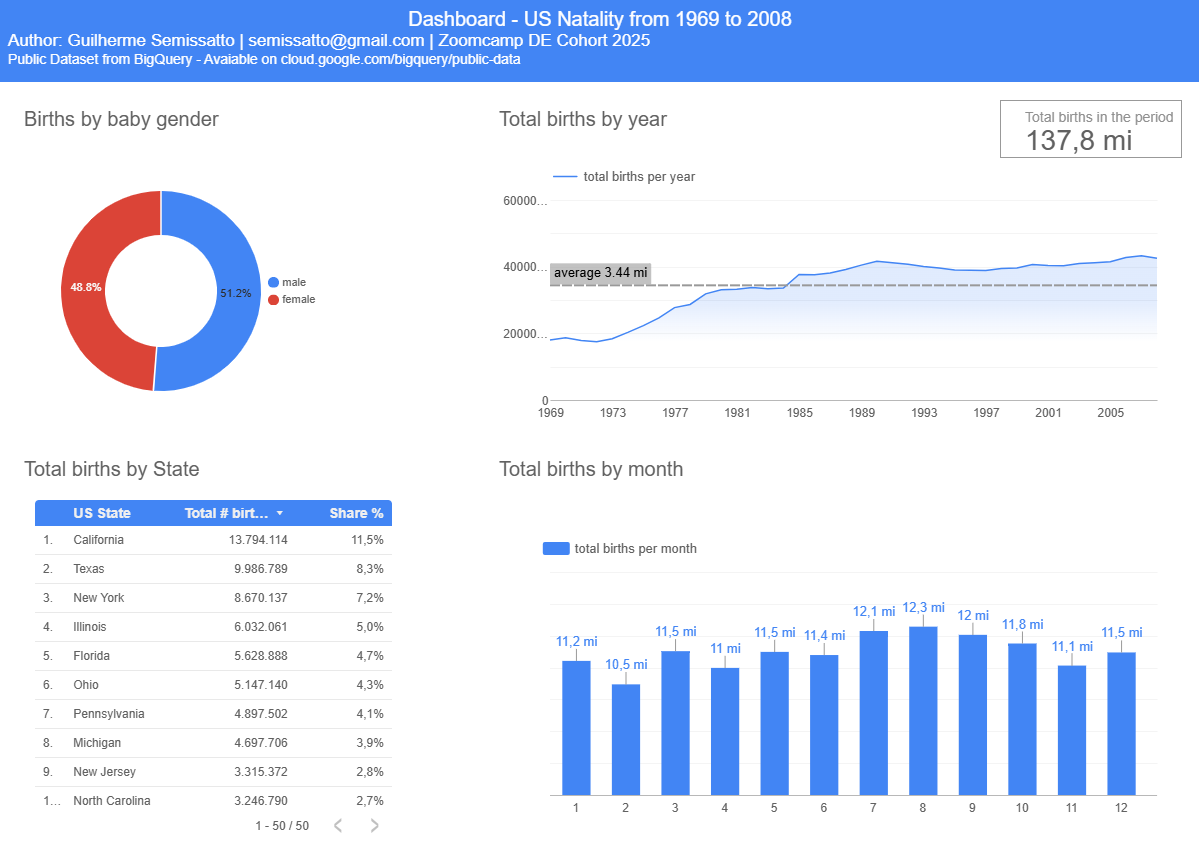 Dashboard - US Natality from 1969 to 2008
Author: Guilherme Semissatto | semissatto@gmail.com | Zoomcamp DE Cohort 2025
Public Dataset from BigQuery - Avaiable on cloud.google.com/bigquery/public-data
Births by baby gender
48.8%
51.2%
male
female
Total births by year
Total births in the period
137,8 mi
total births per year
60000...
40000...
20000...
0
average 3.44 mi
1969 1973 1977 1981 1985 1989 1993 1997 2001 2005
Total births by State
US State Total # birt... Share %
1. California 13.794.114 11,5%
2. Texas 9.986.789 8,3%
3. New York 8.670.137 7,2%
4. Illinois 6.032.061 5,0%
5. Florida 5.628.888 4,7%
6. Ohio 5.147.140 4,3%
7. Pennsylvania 4.897.502 4,1%
8. Michigan 4.697.706 3,9%
9. New Jersey 3.315.372 2,8%
1... North Carolina 3.246.790 2,7%
1 - 50 / 50
Total births by month
total births per month
11,2 mi 10,5 mi 11,5 mi 11 mi 11,5 mi 11,4 mi 12,1 mi 12,3 mi 12 mi 11,8 mi 11,1 mi 11,5 mi
1 2 3 4 5 6 7 8 9 10 11 12